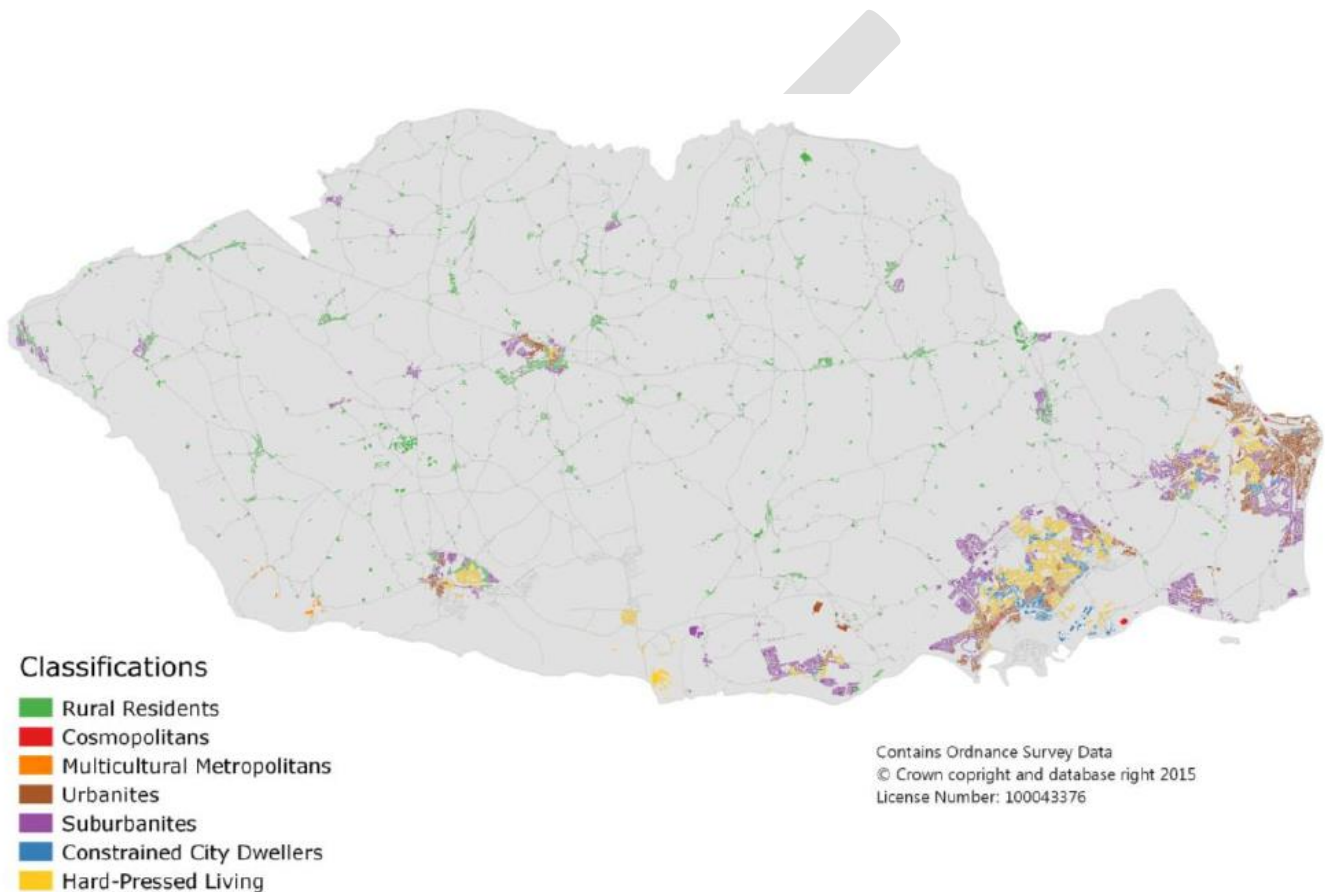 Classifications
Rural Residents
Cosmopolitans
Multicultural Metropolitans
Urbanites
Suburbanites
Constrained City Dwellers
Hard-Pressed Living
Contains Ordnance Survey Data
© Crown copright and database right 2015
License Number: 100043376